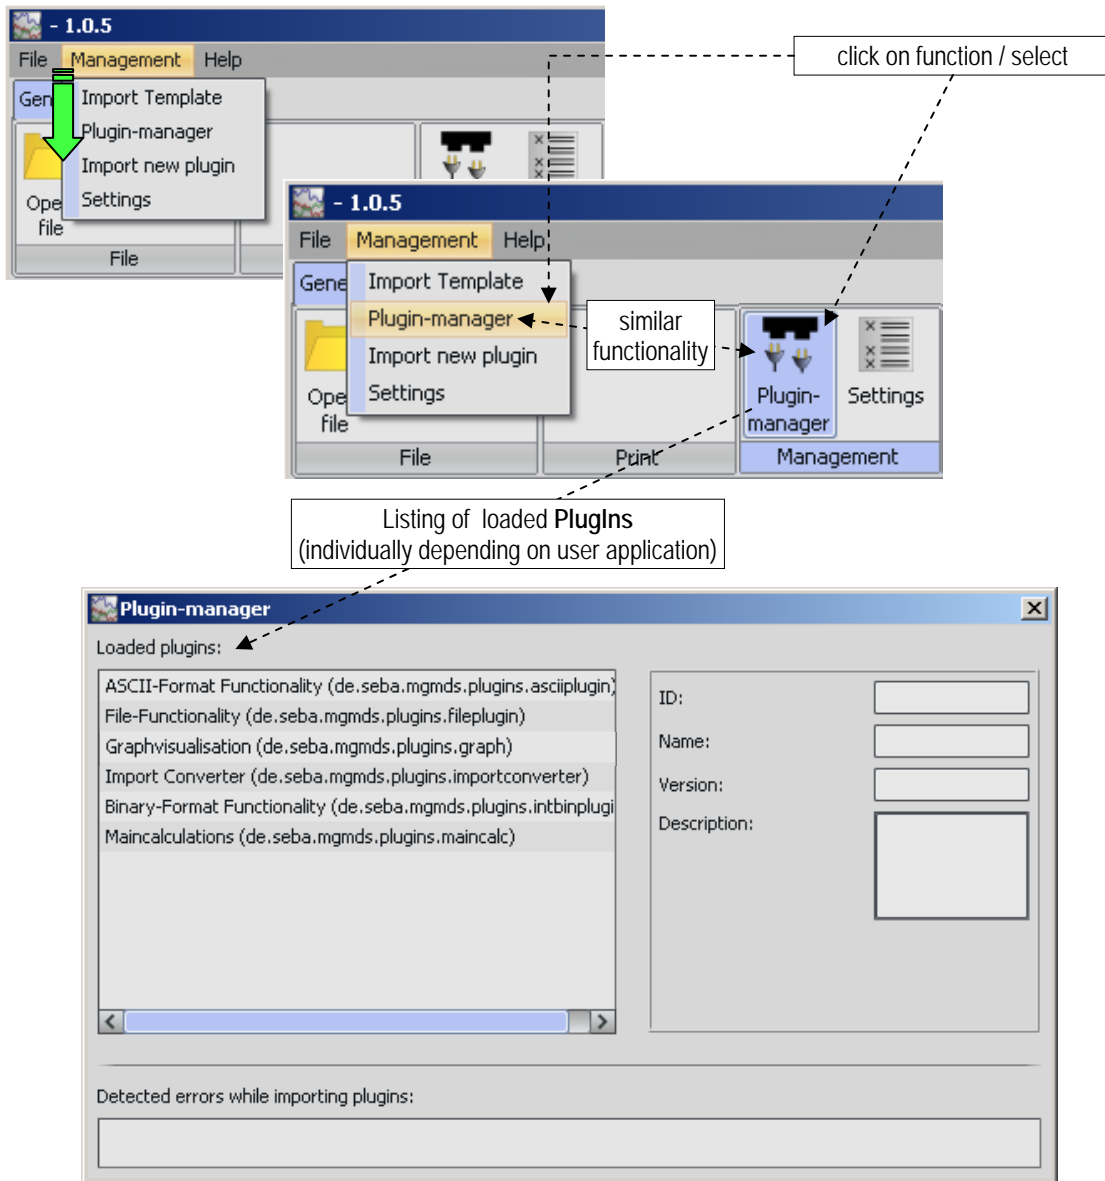 - 1.0.5
File Management Help
Gen
Import Template
Plugin-manager
Import new plugin
Settings
Ope
file
File
click on function / select
- 1.0.5
File Management Help
Gene
Import Template
Plugin-manager
Import new plugin
Settings
Ope
file
similar
functionality
Plugin-
manager
Settings
File
Print
Management
Listing of loaded PlugIns
(individually depending on user application)
Plugin-manager
Loaded plugins:
ASCII-Format Functionality (de.seba.mgmds.plugins.asciiplugin)
File-Functionality (de.seba.mgmds.plugins.fileplugin)
Graphvisualisation (de.seba.mgmds.plugins.graph)
Import Converter (de.seba.mgmds.plugins.importconverter)
Binary-Format Functionality (de.seba.mgmds.plugins.intbinplugi
Maincalculations (de.seba.mgmds.plugins.maincalc)
ID:
Name:
Version:
Description:
Detected errors while importing plugins: